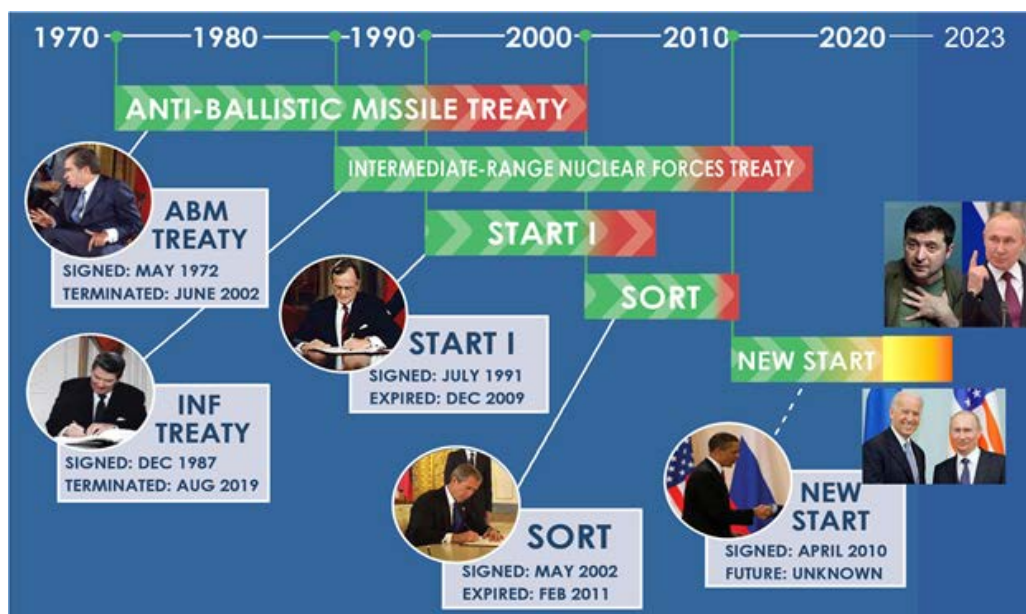 1970 1980 1990 2000 2010 2020 2023
ANTI-BALLISTIC MISSILE TREATY
INTERMEDIATE-RANGE NUCLEAR FORCES TREATY
START I
SORT
NEW START
ABM
TREATY
SIGNED: MAY 1972
TERMINATED: JUNE 2002
INF
TREATY
SIGNED: DEC 1987
TERMINATED: AUG 2019
START I
SIGNED: JULY 1991
EXPIRED: DEC 2009
SORT
SIGNED: MAY 2002
EXPIRED: FEB 2011
NEW
START
SIGNED: APRIL 2010
FUTURE: UNKNOWN